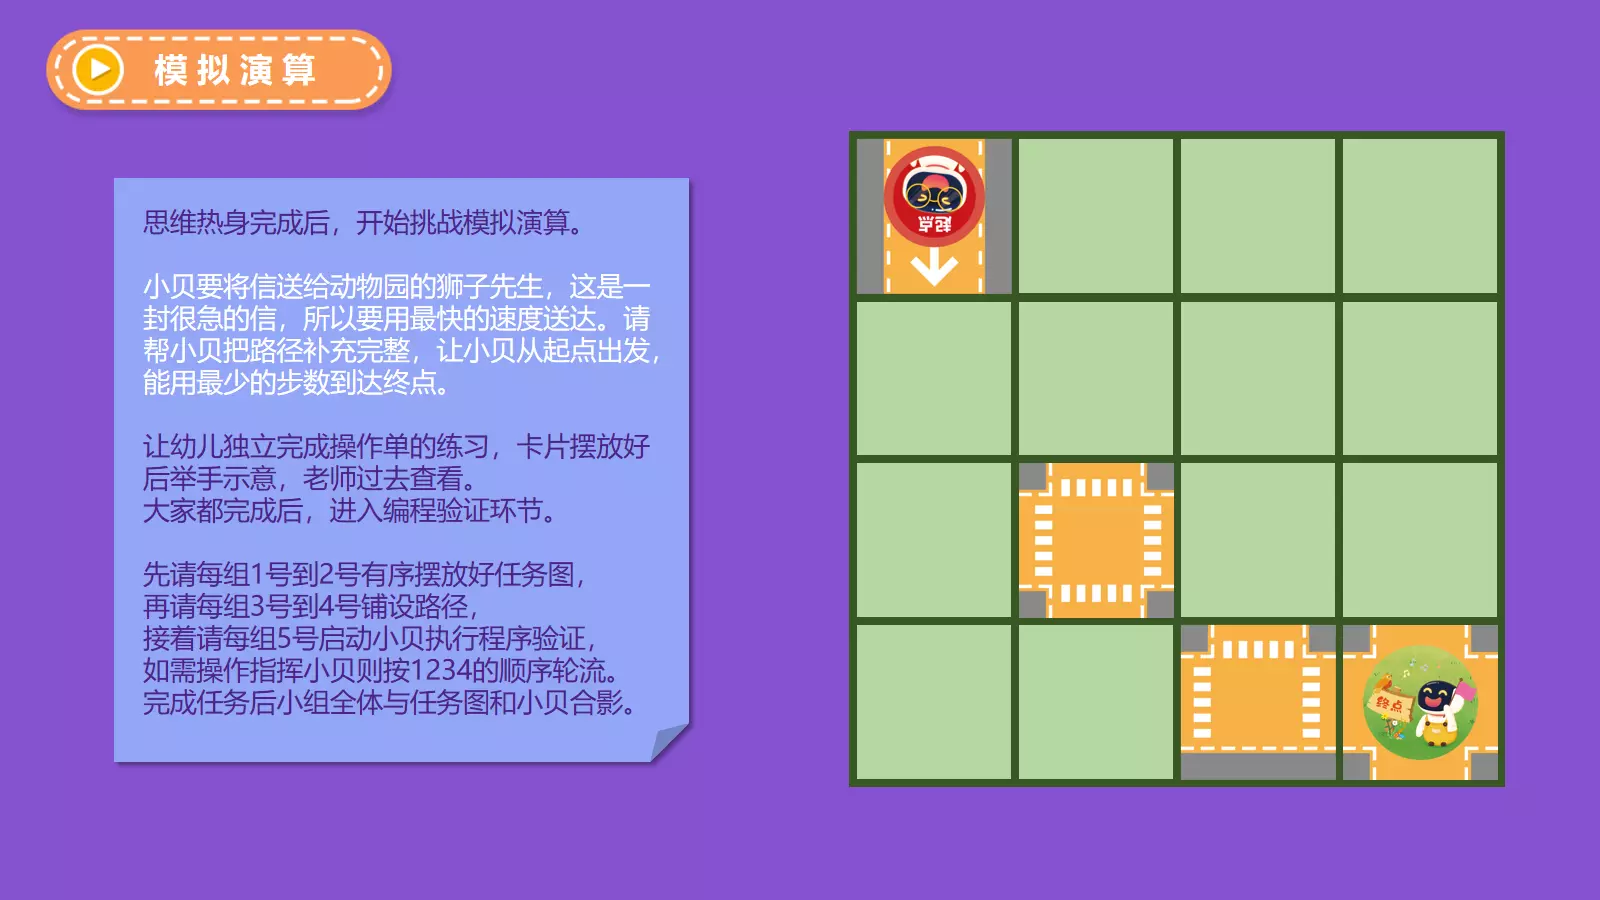 模拟演算
思维热身完成后，开始挑战模拟演算。
小贝要将信送给动物园的狮子先生，这是一
封很急的信，所以要用最快的速度送达。请
帮小贝把路径补充完整，让小贝从起点出发，
能用最少的步数到达终点。
让幼儿独立完成操作单的练习，卡片摆放好
后举手示意，老师过去查看。
大家都完成后，进入编程验证环节。
先请每组1号到2号有序摆放好任务图，
再请每组3号到4号铺设路径，
接着请每组5号启动小贝执行程序验证，
如需操作指挥小贝则按1234的顺序轮流。
完成任务后小组全体与任务图和小贝合影。
起点
终点